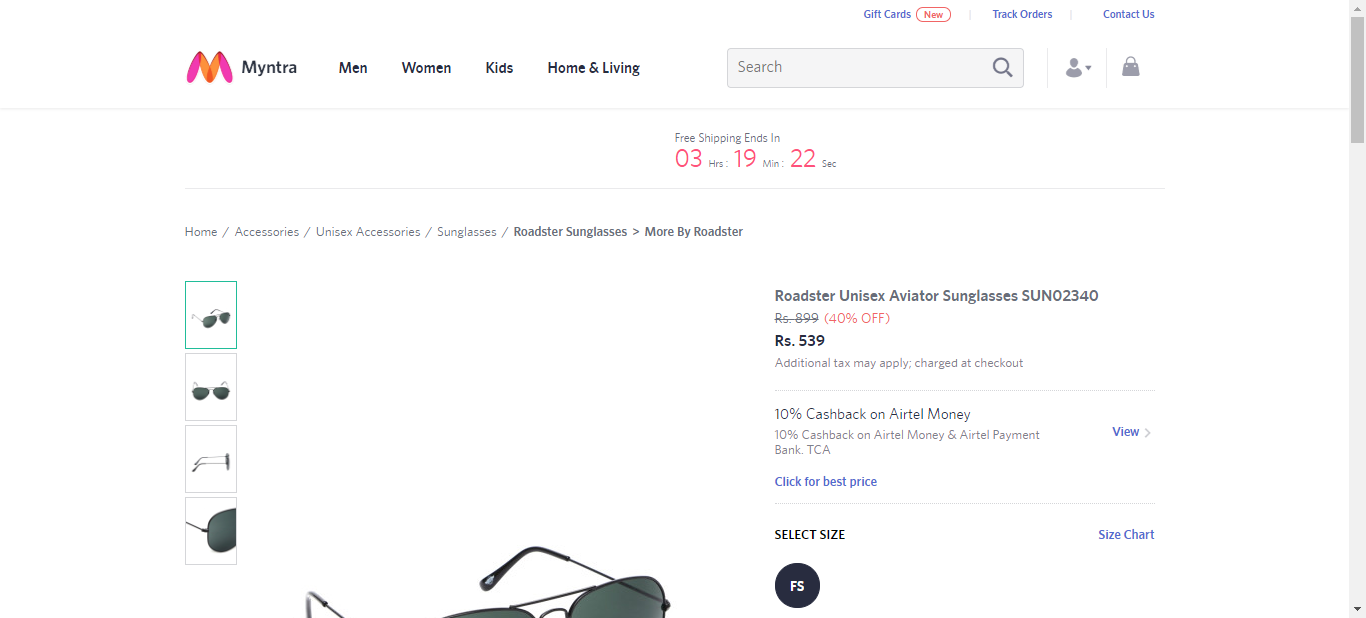 Gift Cards New Track Orders Contact Us
Myntra Men Women Kids Home & Living Search
Free Shipping Ends In
03 Hrs : 19 Min : 22 Sec
Home / Accessories / Unisex Accessories / Sunglasses / Roadster Sunglasses > More By Roadster
Roadster Unisex Aviator Sunglasses SUN02340
Rs. 899 (40% OFF)
Rs. 539
Additional tax may apply; charged at checkout
10% Cashback on Airtel Money
10% Cashback on Airtel Money & Airtel Payment
Bank. TCA
View
Click for best price
SELECT SIZE Size Chart
FS